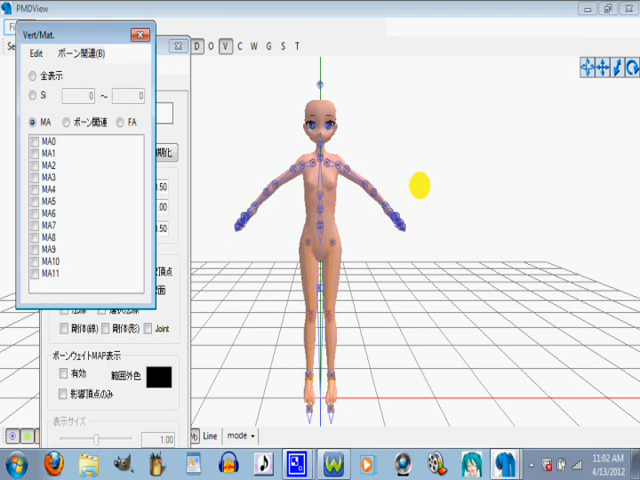 PMDView
Vert/Mat.
Edit ボーン関連(B)
D O V C W G S T
全表示
Si 0 ～ 0
MA ボーン関連 FA
MA0
MA1
MA2
MA3
MA4
MA5
MA6
MA7
MA8
MA9
MA10
MA11
剛体(線) 剛体(形) Joint
ボーンウェイトMAP表示
有効 範囲外色
影響頂点のみ
表示サイズ
1.00
Line mode
11:02 AM
4/13/2012